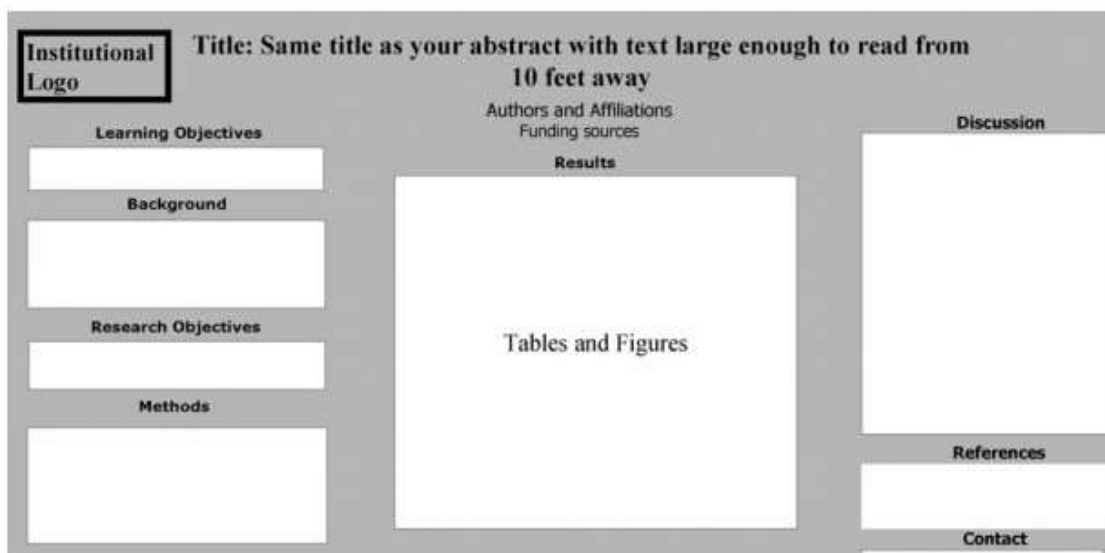 Institutional
Logo
Title: Same title as your abstract with text large enough to read from
10 feet away
Authors and Affiliations
Funding sources
Learning Objectives
Background
Research Objectives
Methods
Results
Tables and Figures
Discussion
References
Contact